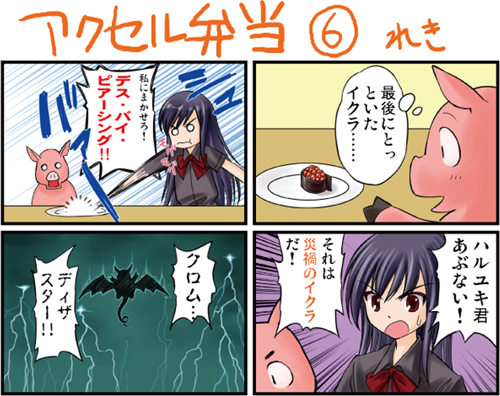 アクセル弁当 ⑥ れき
最後にとっ
といた
イクラ……
ハルユキ君
あぶない！
それは
災禍のイクラ
だ！
私にまかせろ！
デス・バイ・
ピアーシング!!
シュ
バッ
クロム…
ディザ
スター!!